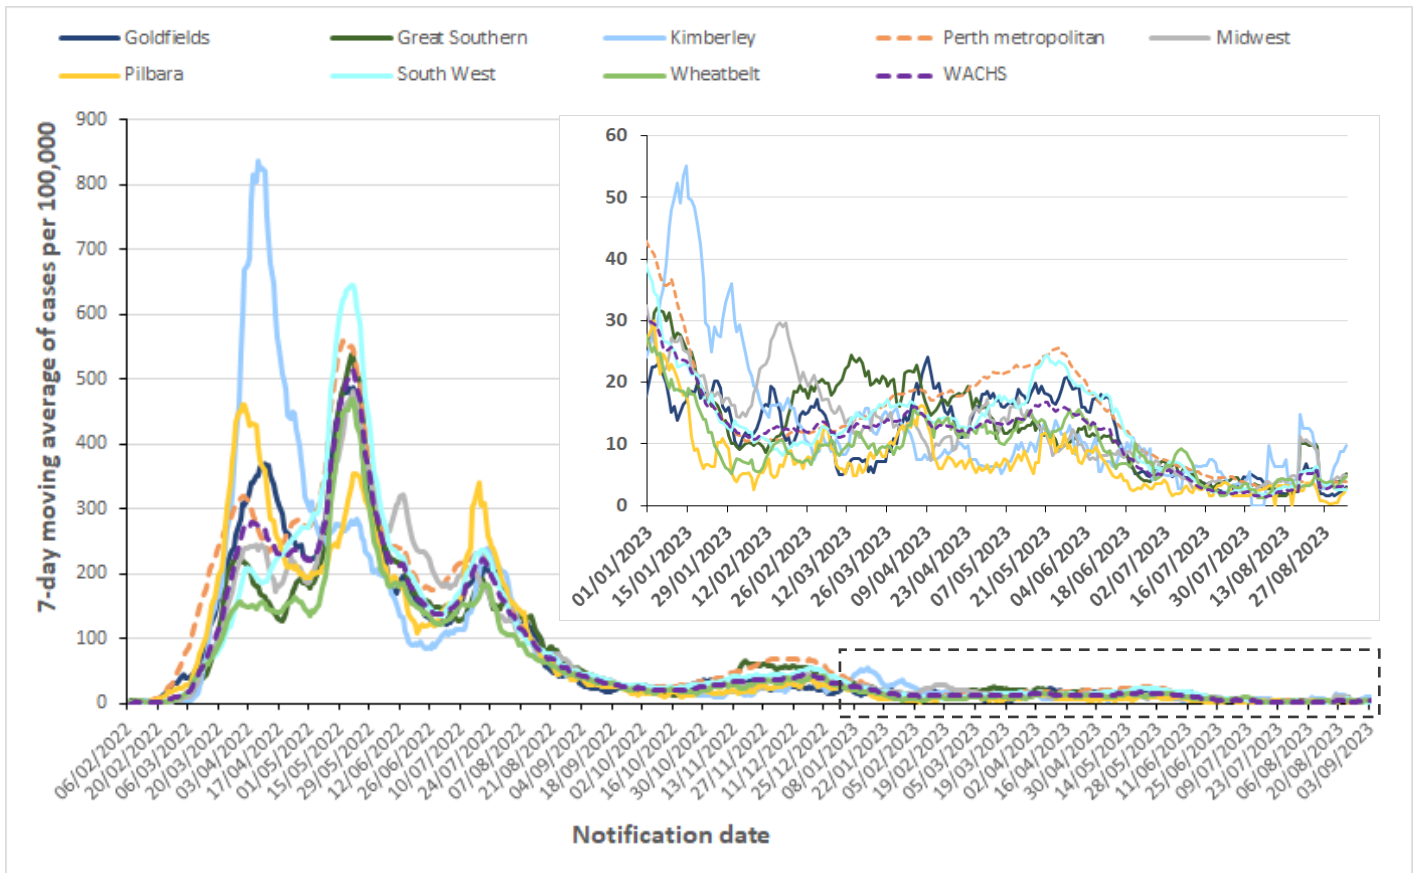 Goldfields Great Southern Kimberley Perth metropolitan Midwest
Pilbara South West Wheatbelt WACHS
7-day moving average of cases per 100,000
900
800
700
600
500
400
300
200
100
0
06/02/2022 20/02/2022 06/03/2022 20/03/2022 03/04/2022 17/04/2022 01/05/2022 15/05/2022 29/05/2022 12/06/2022 26/06/2022 10/07/2022 24/07/2022 07/08/2022 21/08/2022 04/09/2022 18/09/2022 02/10/2022 16/10/2022 30/10/2022 13/11/2022 27/11/2022 11/12/2022 25/12/2022 08/01/2023 22/01/2023 05/02/2023 19/02/2023 05/03/2023 19/03/2023 02/04/2023 16/04/2023 30/04/2023 14/05/2023 28/05/2023 11/06/2023 25/06/2023 09/07/2023 23/07/2023 06/08/2023 20/08/2023 03/09/2023
Notification date
60
50
40
30
20
10
0
01/01/2023 15/01/2023 29/01/2023 12/02/2023 26/02/2023 12/03/2023 26/03/2023 09/04/2023 23/04/2023 07/05/2023 21/05/2023 04/06/2023 18/06/2023 02/07/2023 16/07/2023 30/07/2023 13/08/2023 27/08/2023